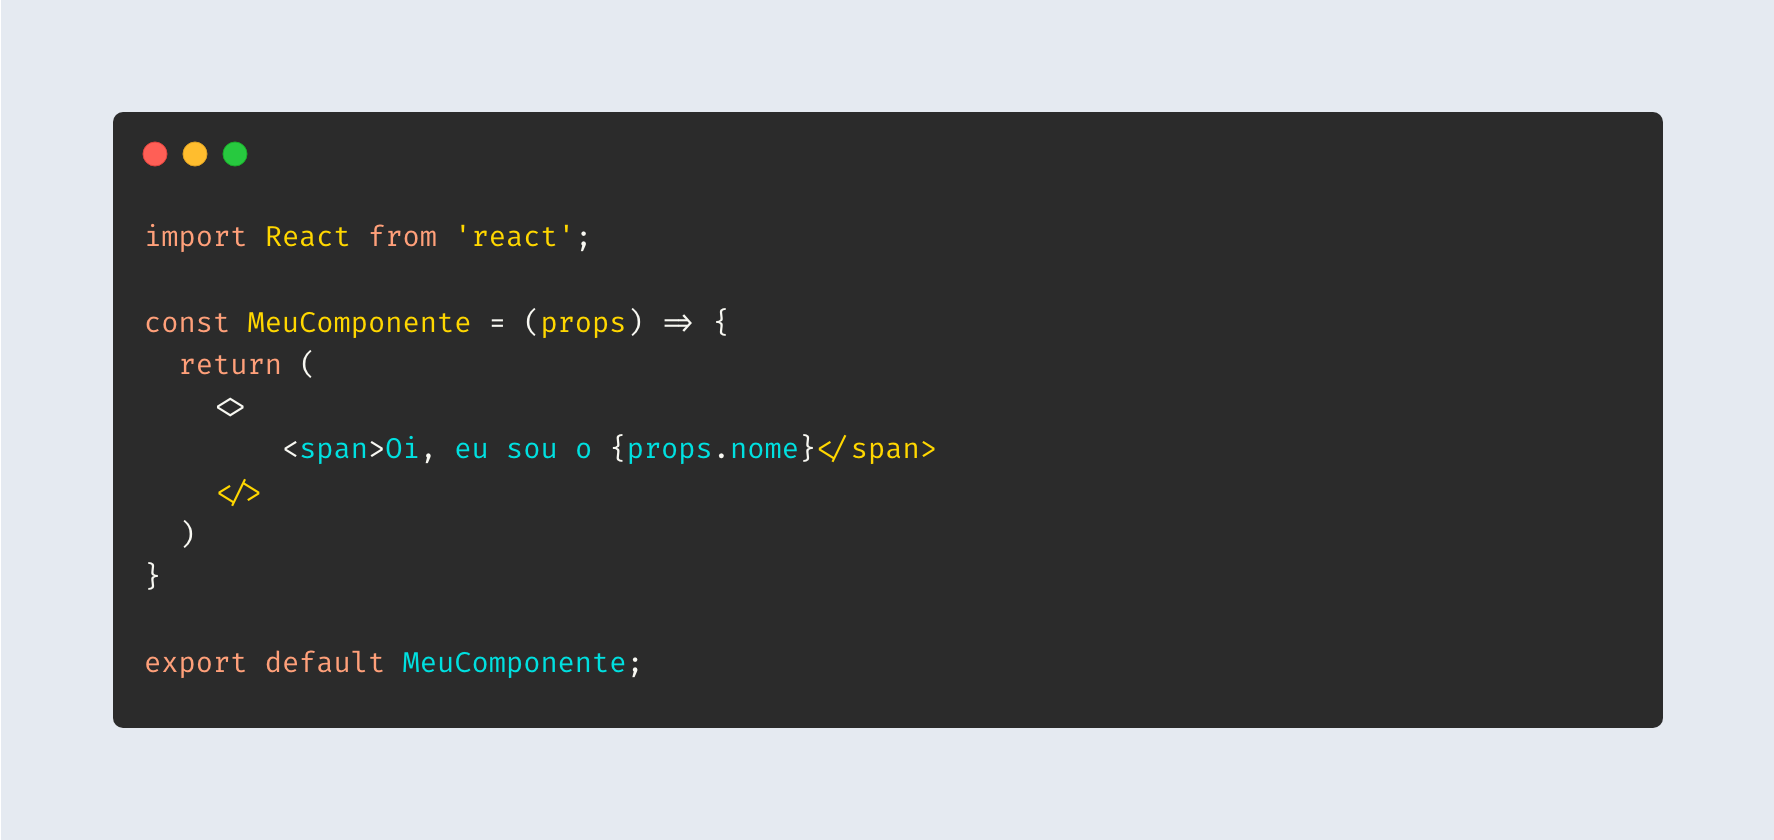 import React from 'react';
const MeuComponente = (props) => {
return (
<>
<span>Oi, eu sou o {props.nome}</span>
</>
)
}
export default MeuComponente;